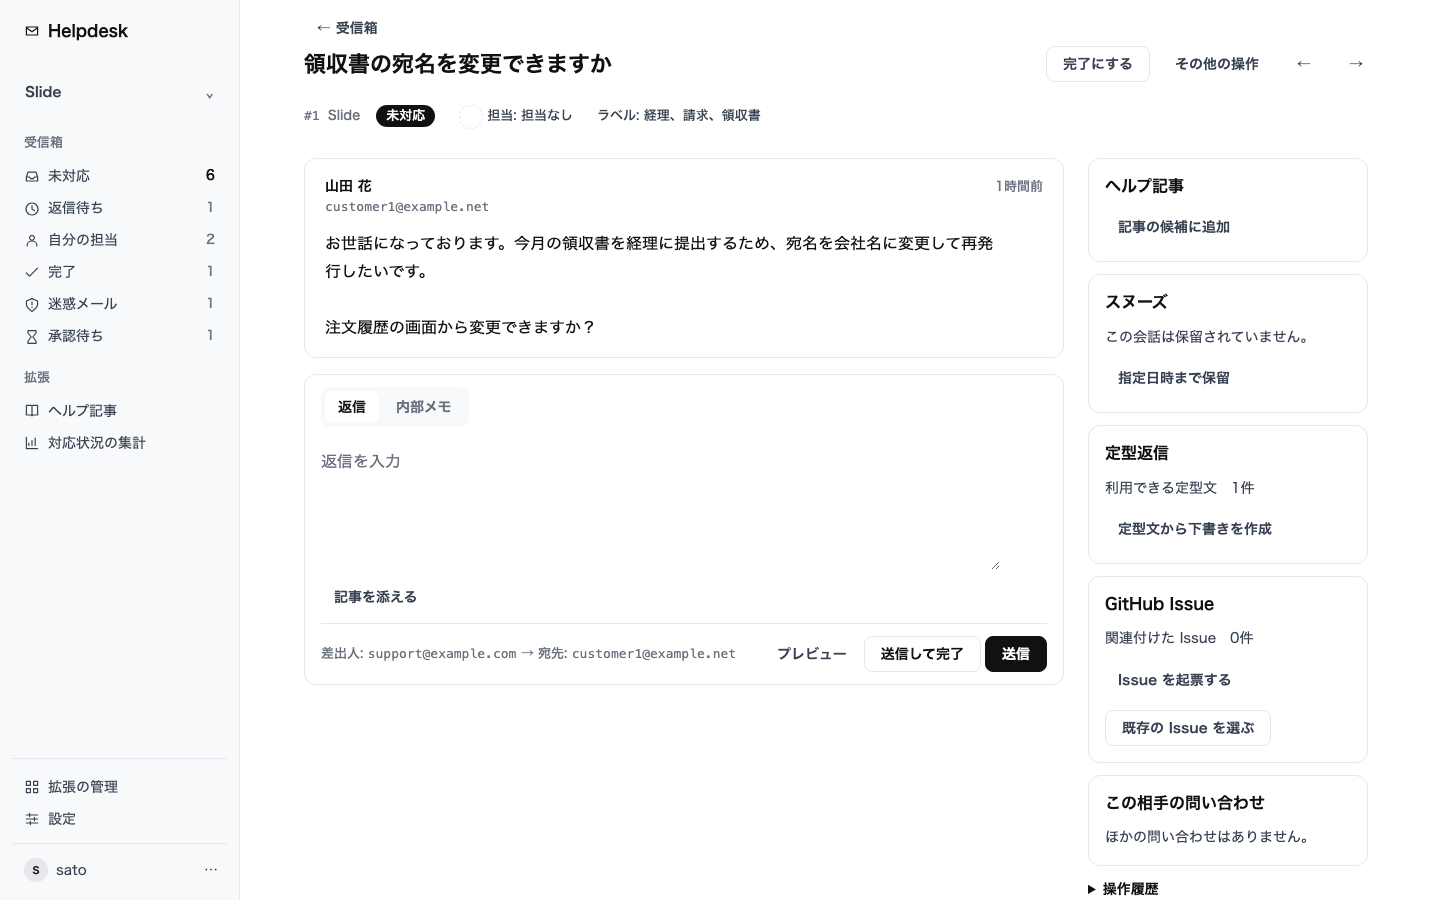 Helpdesk
Slide
受信箱
未対応 6
返信待ち 1
自分の担当 2
完了 1
迷惑メール 1
承認待ち 1
拡張
ヘルプ記事
対応状況の集計
拡張の管理
設定
S sato ...
← 受信箱
領収書の宛名を変更できますか
完了にする その他の操作 ← →
#1 Slide 未対応 担当: 担当なし ラベル: 経理、請求、領収書
山田 花 1時間前
customer1@example.net
お世話になっております。今月の領収書を経理に提出するため、宛名を会社名に変更して再発
行したいです。
注文履歴の画面から変更できますか？
返信 内部メモ
返信を入力
記事を添える
差出人: support@example.com → 宛先: customer1@example.net プレビュー 送信して完了 送信
ヘルプ記事
記事の候補に追加
スヌーズ
この会話は保留されていません。
指定日時まで保留
定型返信
利用できる定型文 1件
定型文から下書きを作成
GitHub Issue
関連付けた Issue 0件
Issue を起票する
既存の Issue を選ぶ
この相手の問い合わせ
ほかの問い合わせはありません。
▶ 操作履歴